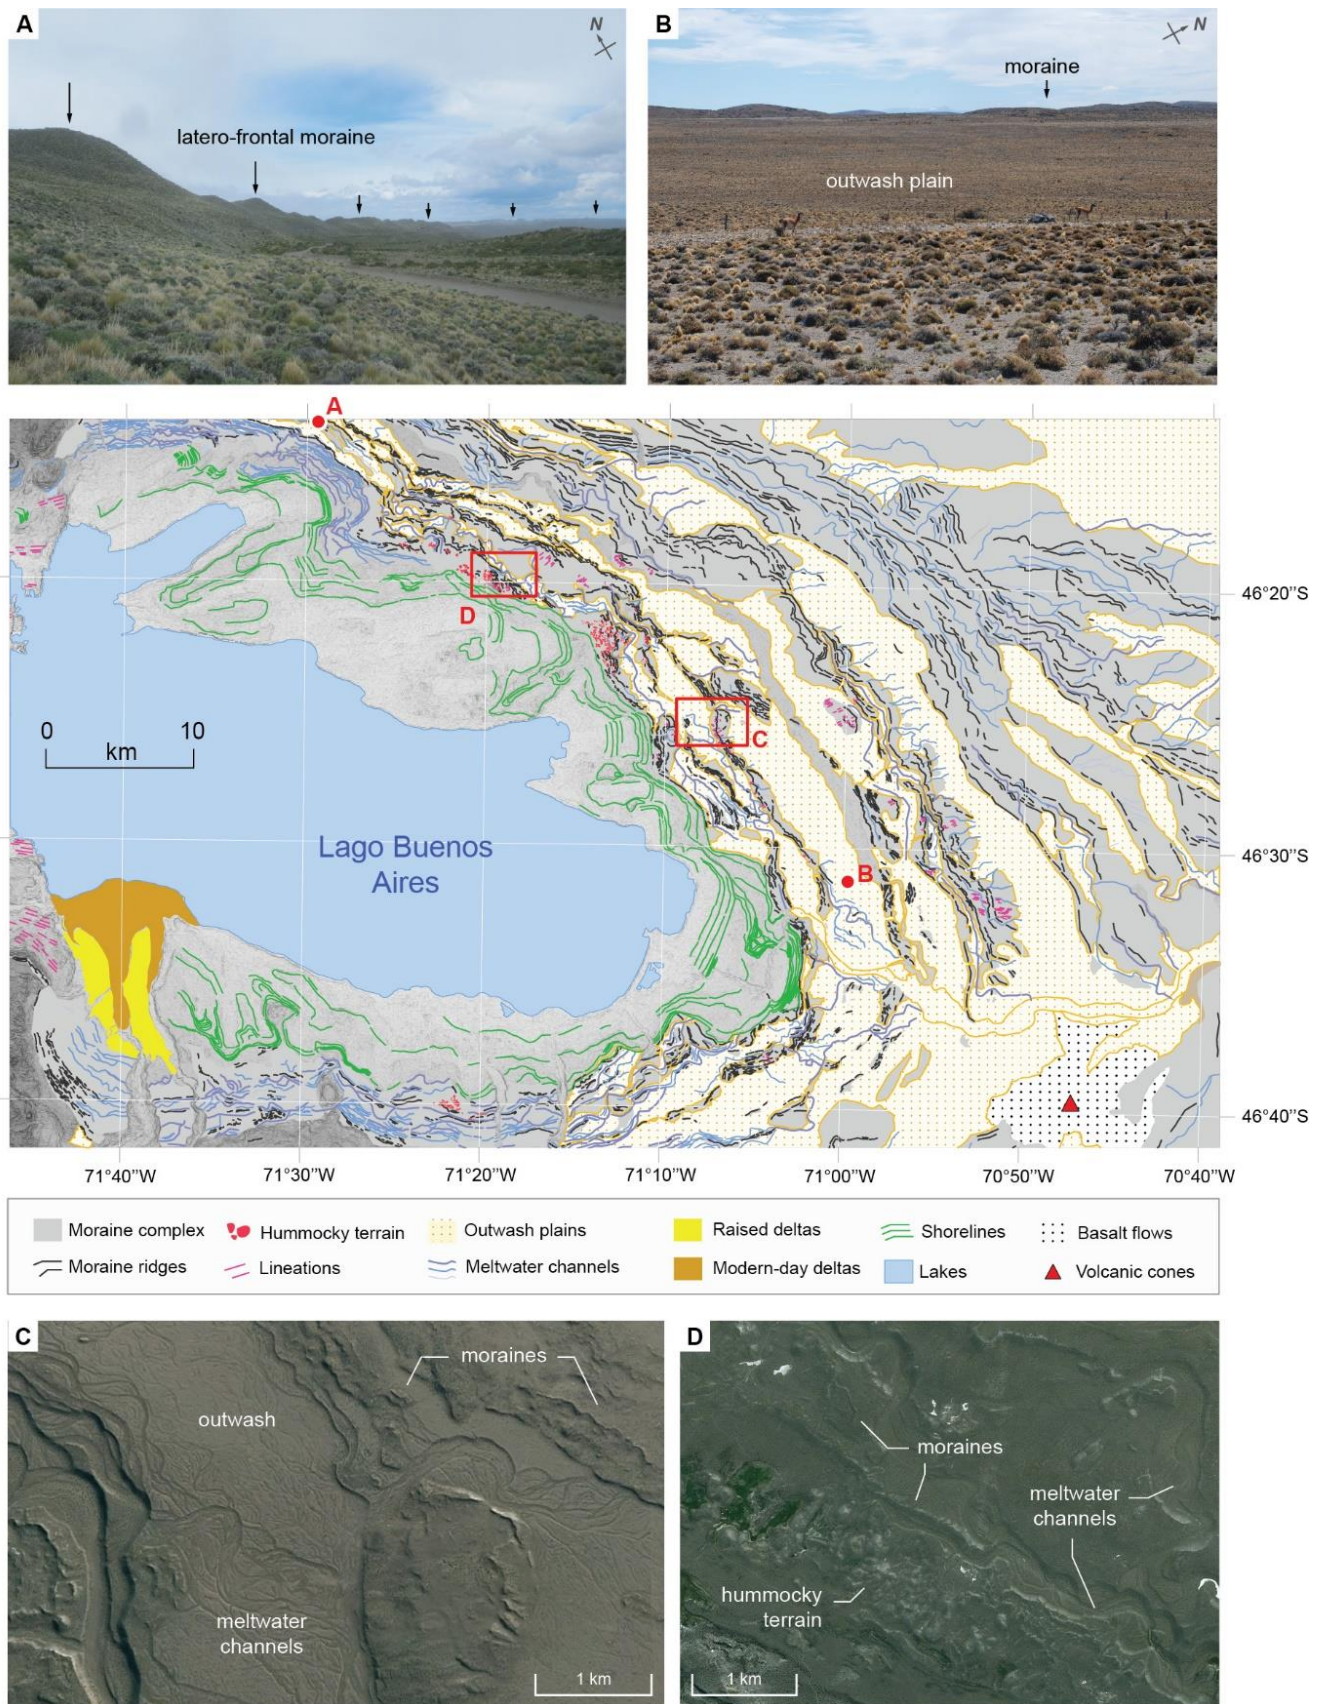 A
N
latero-frontal moraine
B
N
moraine
outwash plain
A
D
C
B
0 10
km
Lago Buenos
Aires
46°20"S
46°30"S
46°40"S
71°40"W 71°30"W 71°20"W 71°10"W 71°00"W 70°50"W 70°40"W
Moraine complex Hummocky terrain Outwash plains Raised deltas Shorelines Basalt flows
Moraine ridges Lineations Meltwater channels Modern-day deltas Lakes Volcanic cones
C
moraines
outwash
meltwater
channels
1 km
D
moraines
meltwater
channels
hummocky
terrain
1 km